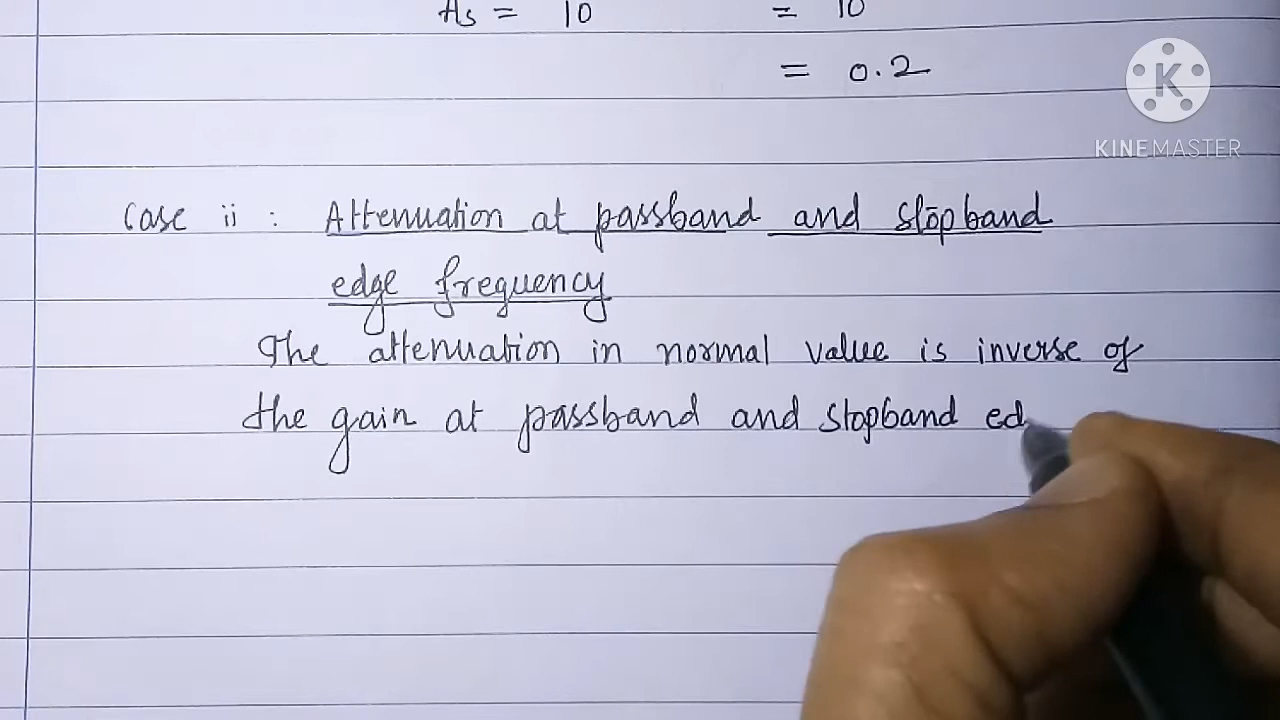 As = 10 = 10
= 0.2
K
KINEMASTER
Case ii : Attenuation at passband and stopband
edge frequency
The attenuation in normal value is inverse of
the gain at passband and stopband ed